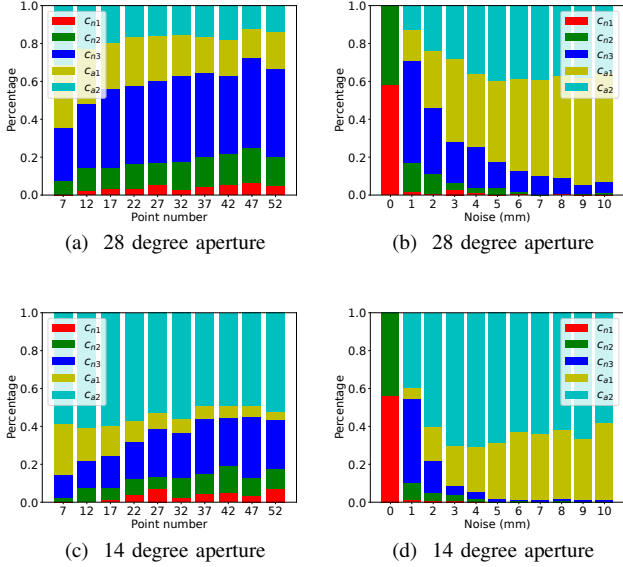 1.0
0.8
0.6
0.4
0.2
0.0
Percentage
c_{n1}
c_{n2}
c_{n3}
c_{a1}
c_{a2}
7 12 17 22 27 32 37 42 47 52
Point number
(a) 28 degree aperture
1.0
0.8
0.6
0.4
0.2
0.0
Percentage
c_{n1}
c_{n2}
c_{n3}
c_{a1}
c_{a2}
0 1 2 3 4 5 6 7 8 9 10
Noise (mm)
(b) 28 degree aperture
1.0
0.8
0.6
0.4
0.2
0.0
Percentage
c_{n1}
c_{n2}
c_{n3}
c_{a1}
c_{a2}
7 12 17 22 27 32 37 42 47 52
Point number
(c) 14 degree aperture
1.0
0.8
0.6
0.4
0.2
0.0
Percentage
c_{n1}
c_{n2}
c_{n3}
c_{a1}
c_{a2}
0 1 2 3 4 5 6 7 8 9 10
Noise (mm)
(d) 14 degree aperture